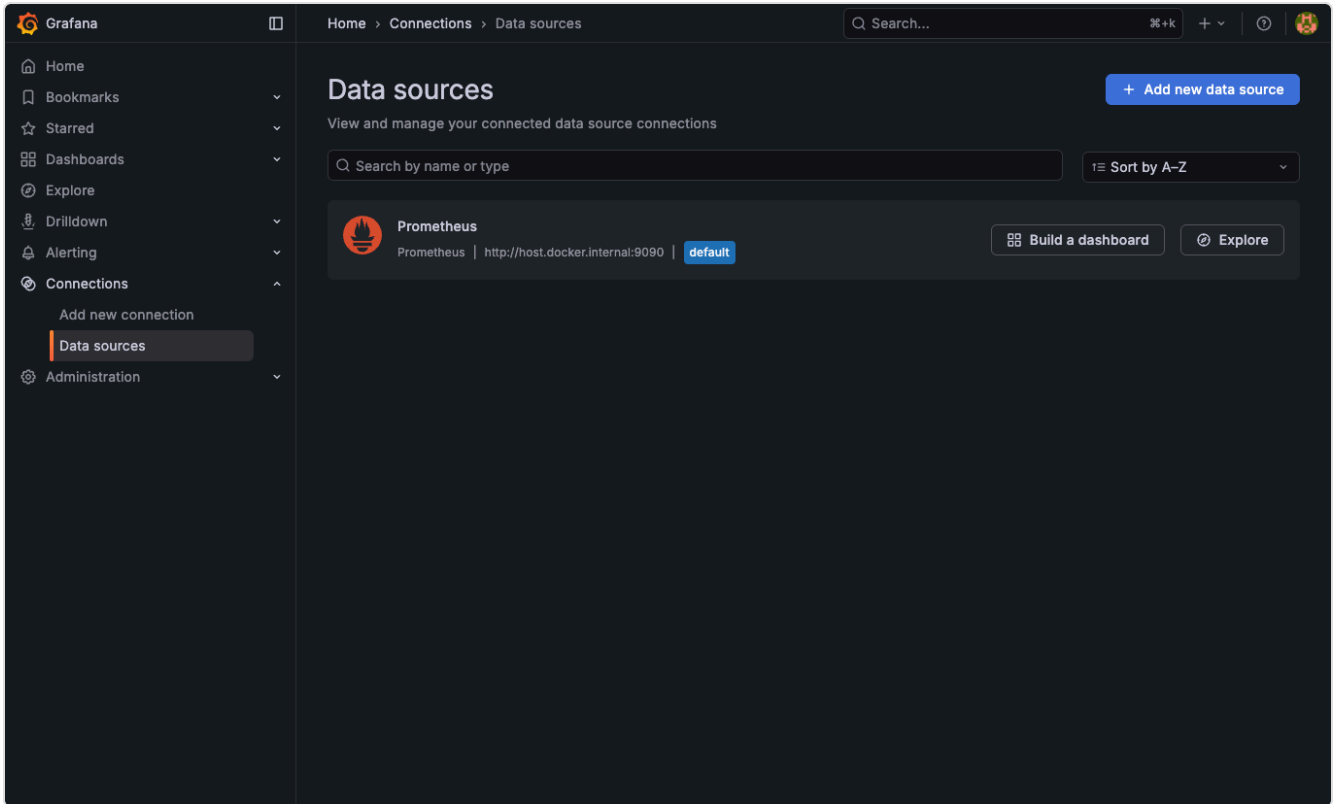 Grafana
Home › Connections › Data sources
Search...
⌘+k
Home
Bookmarks
Starred
Dashboards
Explore
Drilldown
Alerting
Connections
Add new connection
Data sources
Administration
Data sources
+ Add new data source
View and manage your connected data source connections
Search by name or type
Sort by A–Z
Prometheus
Prometheus | http://host.docker.internal:9090 | default
Build a dashboard
Explore